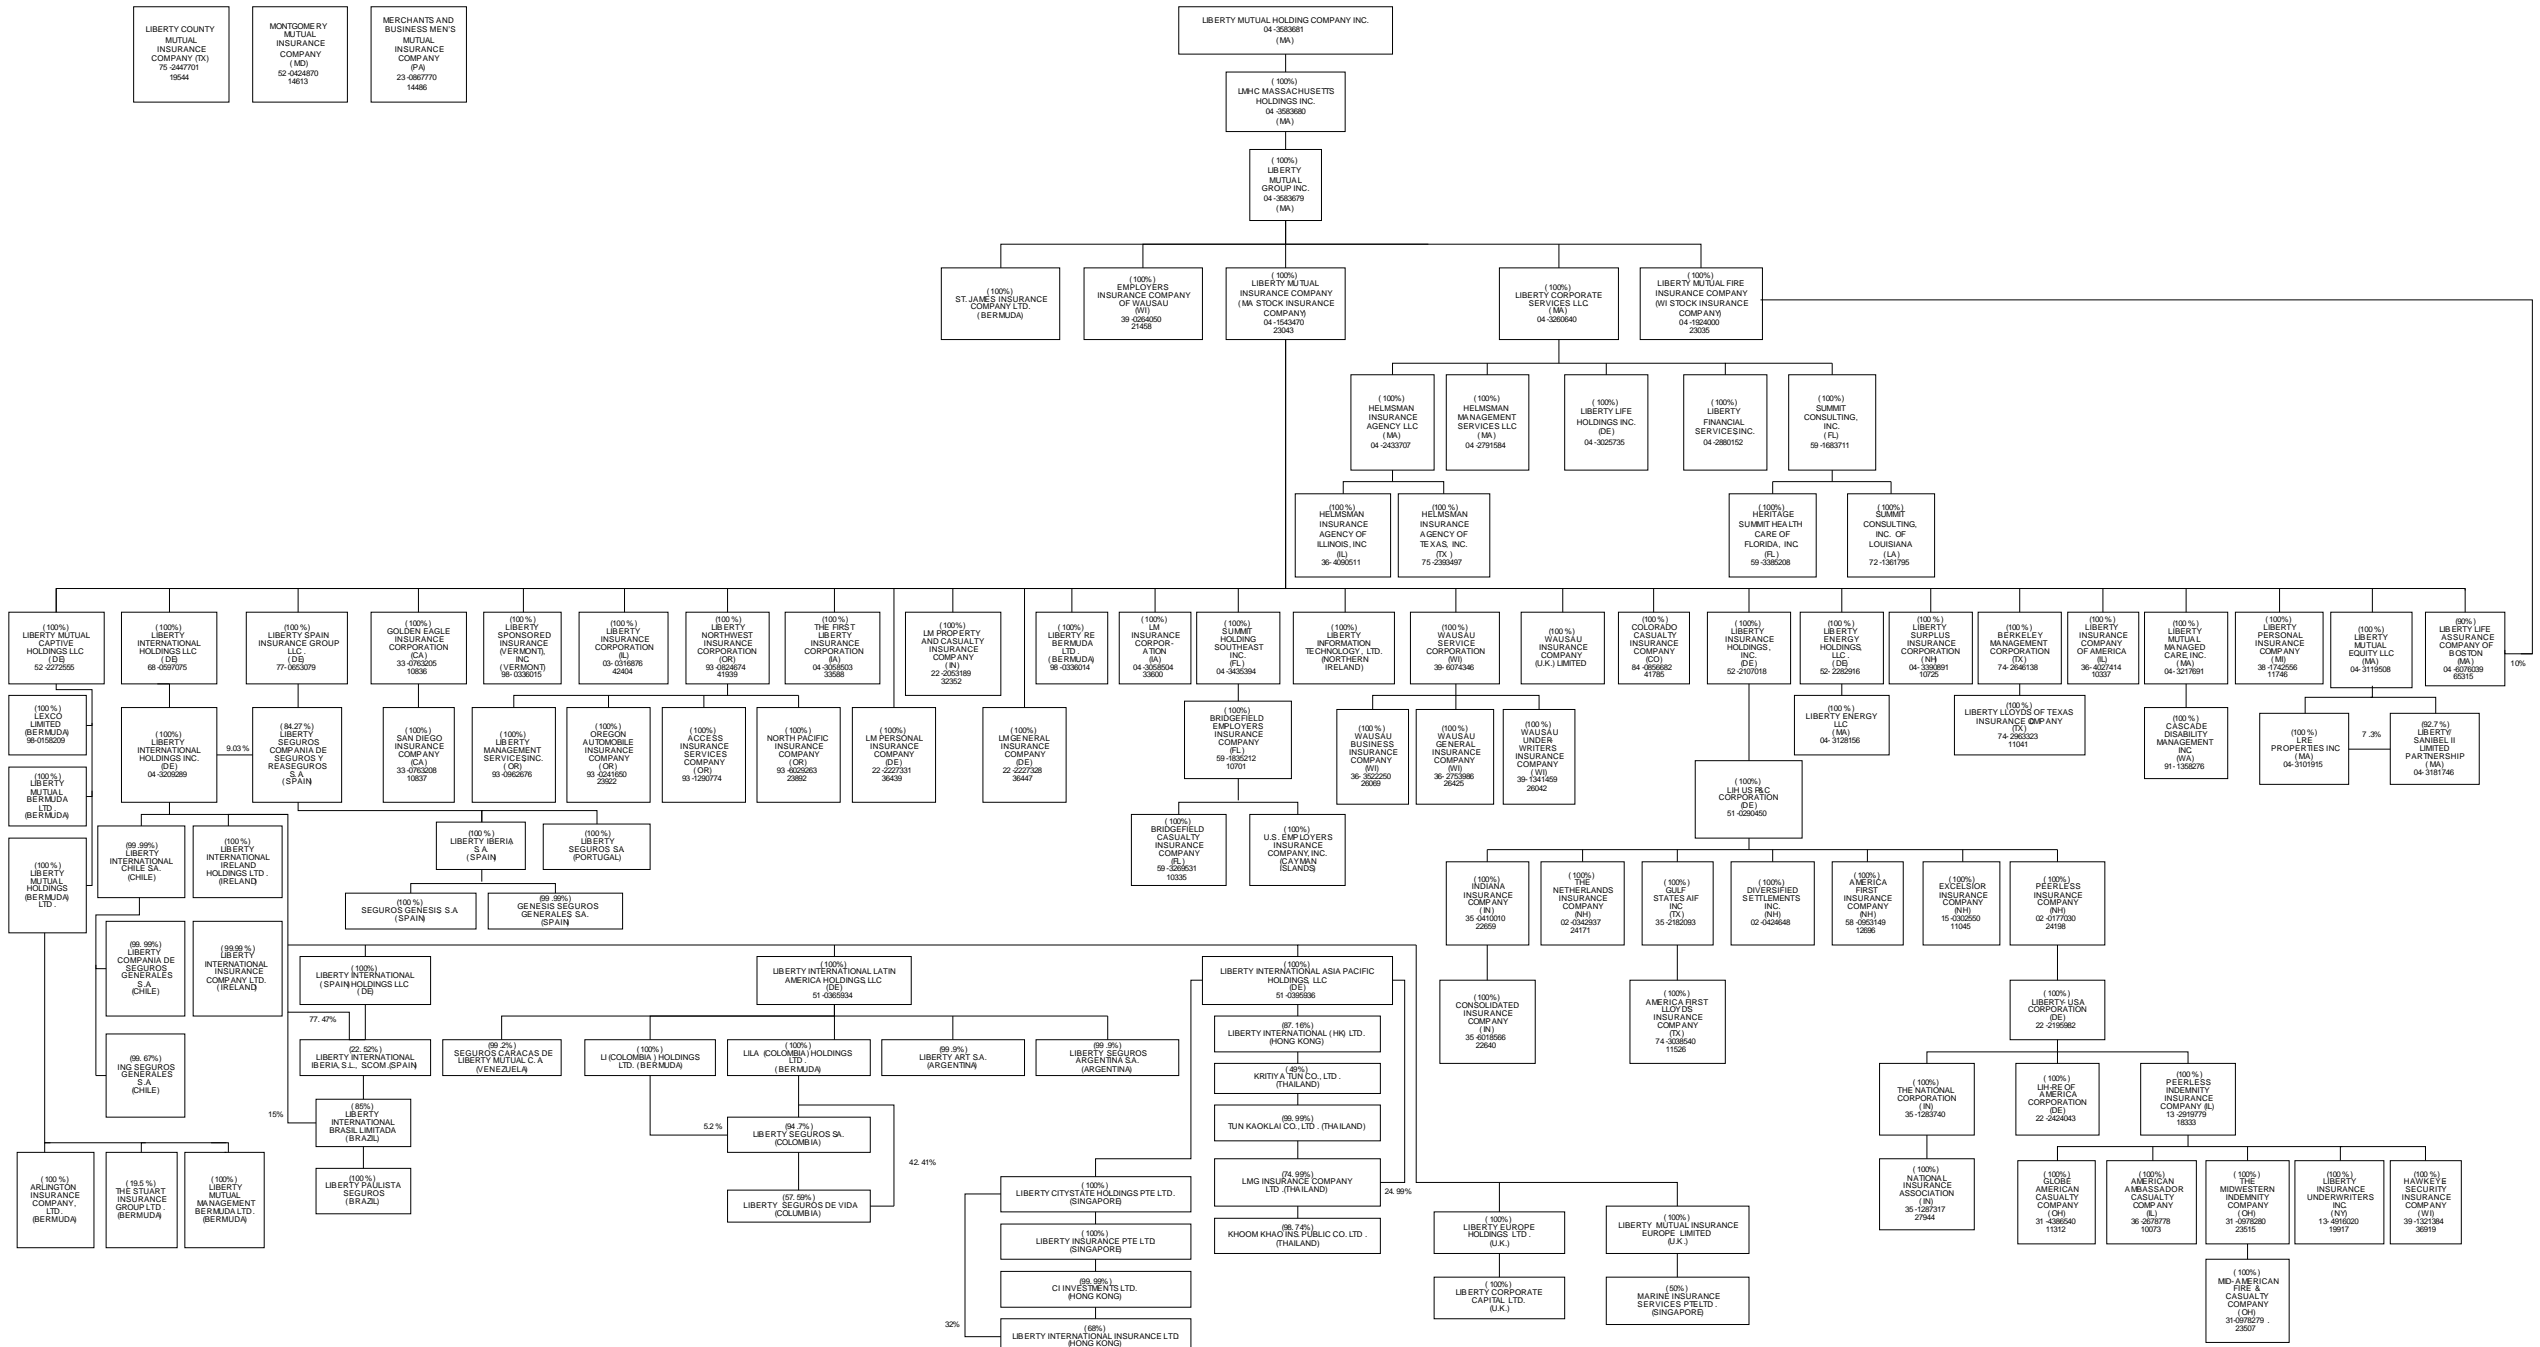 LIBERTY COUNTY
MUTUAL
INSURANCE
COMPANY (TX)
75 -2447701
19544
MONTGOMERY
MUTUAL
INSURANCE
COMPANY
( MD)
52 -0424870
14613
MERCHANTS AND
BUSINESS MEN'S
MUTUAL
INSURANCE
COMPANY
(PA)
23 -0867770
14486
LIBERTY MUTUAL HOLDING COMPANY INC.
04 -3583681
( MA)
( 100%)
LMHC MASSACHUSETTS
HOLDINGS INC.
04 -3583680
( MA)
( 100%)
LIBERTY
MUTUAL
GROUP INC.
04 -3583679
( MA)
( 100%)
ST. JAMES INSURANCE
COMPANY LTD.
( BERMUDA)
( 100%)
EMPLOYERS
INSURANCE COMPANY
OF WAUSAU
(WI)
39 -0264050
21458
( 100%)
LIBERTY MUTUAL
INSURANCE COMPANY
( MA STOCK INSURANCE
COMPANY)
04 -1543470
23043
( 100%)
LIBERTY CORPORATE
SERVICES LLC
( MA)
04 -3260640
( 100%)
LIBERTY MUTUAL FIRE
INSURANCE COMPANY
(WI STOCK INSURANCE
COMPANY)
04 -1924000
23035
( 100%)
HELMSMAN
INSURANCE
AGENCY LLC
( MA)
04 -2433707
( 100%)
HELMSMAN
MANAGEMENT
SERVICES LLC
( MA)
04 -2791584
( 100%)
LIBERTY LIFE
HOLDINGS INC.
(DE)
04 -3025735
( 100%)
LIBERTY
FINANCIAL
SERVICES INC.
04 -2880152
( 100%)
SUMMIT
CONSULTING,
INC.
( FL)
59 -1683711
(100 %)
HELMSMAN
INSURANCE
AGENCY OF
ILLINOIS, INC
(IL)
36- 4090511
(100 %)
HELMSMAN
INSURANCE
AGENCY OF
TEXAS, INC.
(TX )
75 -2393497
( 100%)
HERITAGE
SUMMIT HEALTH
CARE OF
FLORIDA, INC.
(FL)
59 -3385208
( 100%)
SUMMIT
CONSULTING,
INC. OF
LOUISIANA
( LA)
72 -1361795
(100%)
LIBERTY MUTUAL
CAPTIVE
HOLDINGS LLC
( DE)
52 -2272555
(100 %)
LIBERTY
INTERNATIONAL
HOLDINGS LLC
( DE)
68 -0597075
(100 %)
LIBERTY SPAIN
INSURANCE GROUP
LLC .
( DE)
77- 0653079
(100%)
GOLDEN EAGLE
INSURANCE
CORPORATION
(CA)
33 -0763205
10836
(100 %)
LIBERTY
SPONSORED
INSURANCE
(VERMONT),
INC
(VERMONT)
98- 0336015
(100 %)
LIBERTY
INSURANCE
CORPORATION
(IL)
03- 0316876
42404
( 100 %)
LIBERTY
NORTHWEST
INSURANCE
CORPORATION
(OR)
93 -0824674
41939
(100 %)
THE FIRST
LIBERTY
INSURANCE
CORPORATION
(IA)
04 -3058503
33588
( 100%)
LM PROPERTY
AND CASUALTY
INSURANCE
COMPANY
( IN)
22 -2053189
32352
(100%)
LIBERTY RE
BERMUDA
LTD .
( BERMUDA)
98 -0336014
(100%)
LM
INSURANCE
CORPOR-
ATION
(IA)
04 -3058504
33600
( 100%)
SUMMIT
HOLDING
SOUTHEAST
INC.
( FL)
04 -3435394
( 100%)
LIBERTY
INFORMATION
TECHNOLOGY , LTD.
(NORTHERN
IRELAND)
(100 %)
WAUSAU
SERVICE
CORPORATION
(WI)
39- 6074346
(100 %)
WAUSAU
INSURANCE
COMPANY
(U.K.) LIMITED
(100%)
COLORADO
CASUALTY
INSURANCE
COMPANY
(CO)
84 -0856682
41785
( 100%)
LIBERTY
INSURANCE
HOLDINGS,
INC.
(DE)
52 -2107018
( 100%)
LIBERTY
ENERGY
HOLDINGS,
LLC .
( DE)
52- 2282916
(100 %)
LIBERTY
SURPLUS
INSURANCE
CORPORATION
( NH)
04 -3390891
10725
(100 %)
BERKELEY
MANAGEMENT
CORPORATION
(TX)
74- 2646138
(100%)
LIBERTY
INSURANCE
COMPANY
OF AMERICA
(IL)
36 -4027414
10337
(100%)
LIBERTY
MUTUAL
MANAGED
CARE, INC.
( MA)
04- 3217691
(100%)
LIBERTY
PERSONAL
INSURANCE
COMPANY
(MI)
38 -1742556
11746
(100 %)
LIBERTY
MUTUAL
EQUITY LLC
(MA)
04- 3119508
(90%)
LIBERTY LIFE
ASSURANCE
COMPANY OF
BOSTON
(MA)
04 -6076039
65315
10%
(100 %)
LEXCO
LIMITED
(BERMUDA)
98-0158209
(100 %)
LIBERTY
MUTUAL
BERMUDA
LTD .
(BERMUDA)
(100 %)
LIBERTY
MUTUAL
HOLDINGS
(BERMUDA)
LTD .
(100%)
LIBERTY
INTERNATIONAL
HOLDINGS INC.
( DE)
04 -3209289
9.03 %
(84.27 %)
LIBERTY
SEGUROS
COMPANIA DE
SEGUROS Y
REASEGUROS
S.A
(SPAIN)
(100%)
SAN DIEGO
INSURANCE
COMPANY
(CA)
33 -0763208
10837
(100%)
LIBERTY
MANAGEMENT
SERVICES INC.
( OR)
93 -0962676
( 100%)
OREGON
AUTOMOBILE
INSURANCE
COMPANY
( OR)
93 -0241650
23922
( 100%)
ACCESS
INSURANCE
SERVICES
COMPANY
( OR)
93 -1290774
( 100%)
NORTH PACIFIC
INSURANCE
COMPANY
( OR)
93 -6029263
23892
( 100%)
LM PERSONAL
INSURANCE
COMPANY
(DE)
22 -2227331
36439
( 100%)
LM GENERAL
INSURANCE
COMPANY
(DE)
22 -2227328
36447
( 100%)
BRIDGEFIELD
EMPLOYERS
INSURANCE
COMPANY
(FL)
59 -1835212
10701
(100 %)
WAUSAU
BUSINESS
INSURANCE
COMPANY
(WI)
36- 3522250
26069
(100 %)
WAUSAU
GENERAL
INSURANCE
COMPANY
(WI)
36- 2753986
26425
(100 %)
WAUSAU
UNDER-
WRITERS
INSURANCE
COMPANY
( WI)
39-1341459
26042
(100 %)
LIBERTY ENERGY
LLC
(MA)
04- 3128156
(100 %)
LIBERTY LLOYDS OF TEXAS
INSURANCE COMPANY
(TX)
74 -2963323
11041
(100 %)
CASCADE
DISABILITY
MANAGEMENT
INC
(WA)
91- 1358276
(100 %)
LRE
PROPERTIES INC
( MA)
04- 3101915
7 .3%
(92.7 %)
LIBERTY/
SANIBEL II
LIMITED
PARTNERSHIP
( MA)
04- 3181746
(100%)
LIH US P&C
CORPORATION
(DE)
51 -0290450
(99 .99%)
LIBERTY
INTERNATIONAL
CHILE SA.
(CHILE)
(100 %)
LIBERTY
INTERNATIONAL
IRELAND
HOLDINGS LTD .
(IRELAND)
(100 %)
LIBERTY IBERIA
S.A.
( SPAIN)
(100 %)
LIBERTY
SEGUROS SA
(PORTUGAL)
( 100%)
BRIDGEFIELD
CASUALTY
INSURANCE
COMPANY
(FL)
59 -3269531
10335
(100%)
U.S. EMPLOYERS
INSURANCE
COMPANY, INC.
(CAYMAN
ISLANDS)
(100 %)
SEGUROS GENESIS S.A.
(SPAIN)
(99 .99%)
GENESIS SEGUROS
GENERALES S.A.
(SPAIN)
(100%)
INDIANA
INSURANCE
COMPANY
( IN)
35 -0410010
22659
(100%)
THE
NETHERLANDS
INSURANCE
COMPANY
(NH)
02 -0342937
24171
(100%)
GULF
STATES AIF
INC
(TX)
35 -2182093
(100%)
DIVERSIFIED
SETTLEMENTS
INC.
(NH)
02 -0424648
(100%)
AMERICA
FIRST
INSURANCE
COMPANY
(NH)
58 -0953149
12696
(100%)
EXCELSIOR
INSURANCE
COMPANY
(NH)
15 -0302550
11045
(100%)
PEERLESS
INSURANCE
COMPANY
(NH)
02 -0177030
24198
(99. 99%)
LIBERTY
COMPANIA DE
SEGUROS
GENERALES
S.A
(CHILE)
( 99.99 %)
LIBERTY
INTERNATIONAL
INSURANCE
COMPANY LTD.
( IRELAND)
(100%)
LIBERTY INTERNATIONAL
( SPAIN) HOLDINGS LLC
( DE)
(100%)
LIBERTY INTERNATIONAL LATIN
AMERICA HOLDINGS, LLC
(DE)
51 -0365934
(100%)
LIBERTY INTERNATIONAL ASIA PACIFIC
HOLDINGS, LLC
(DE)
51 -0395936
(100%)
CONSOLIDATED
INSURANCE
COMPANY
( IN)
35 -6018566
22640
(100%)
AMERICA FIRST
LLOYDS
INSURANCE
COMPANY
(TX)
74 -3038540
11526
( 100%)
LIBERTY- USA
CORPORATION
(DE)
22 -2195982
77. 47%
(99. 67%)
ING SEGUROS
GENERALES
S.A
(CHILE)
(22. 52%)
LIBERTY INTERNATIONAL
IBERIA, S.L., S.COM .(SPAIN)
(99 .2%)
SEGUROS CARACAS DE
LIBERTY MUTUAL C. A
(VENEZUELA)
(100%)
LI (COLOMBIA ) HOLDINGS
LTD. ( BERMUDA)
(100%)
LILA (COLOMBIA) HOLDINGS
LTD .
( BERMUDA)
(99 .9%)
LIBERTY ART S.A.
(ARGENTINA)
(99 .9%)
LIBERTY SEGUROS
ARGENTINA S.A.
(ARGENTINA)
(87. 16%)
LIBERTY INTERNATIONAL ( HK) LTD.
(HONG KONG)
(49%)
KRITIYA TUN CO., LTD .
(THAILAND)
(99. 99%)
TUN KAOKLAI CO., LTD . (THAILAND)
(74. 99%)
LMG INSURANCE COMPANY
LTD .(THAILAND)
24. 99%
(98. 74%)
KHOOM KHAO INS. PUBLIC CO. LTD .
(THAILAND)
15%
(85%)
LIBERTY
INTERNATIONAL
BRASIL LIMITADA
( BRAZIL)
(100 %)
LIBERTY PAULISTA
SEGUROS
(BRAZIL)
5.2 %
(94. 7%)
LIBERTY SEGUROS SA.
(COLOMBIA)
42. 41%
(57. 59%)
LIBERTY SEGUROS DE VIDA
(COLUMBIA)
(100 %)
ARLINGTON
INSURANCE
COMPANY,
LTD.
(BERMUDA)
( 19.5 %)
THE STUART
INSURANCE
GROUP LTD .
(BERMUDA)
(100%)
LIBERTY
MUTUAL
MANAGEMENT
BERMUDA LTD.
(BERMUDA)
(100%)
LIBERTY CITYSTATE HOLDINGS PTE LTD.
(SINGAPORE)
(100%)
LIBERTY INSURANCE PTE LTD.
(SINGAPORE)
(99. 99%)
CI INVESTMENTS LTD.
(HONG KONG)
32%
( 68%)
LIBERTY INTERNATIONAL INSURANCE LTD.
(HONG KONG)
( 100%)
LIBERTY EUROPE
HOLDINGS LTD .
(U.K.)
(100%)
LIBERTY MUTUAL INSURANCE
EUROPE LIMITED
(U.K.)
( 100%)
LIBERTY CORPORATE
CAPITAL LTD.
(U.K.)
(50%)
MARINE INSURANCE
SERVICES PTE LTD .
(SINGAPORE)
( 100%)
THE NATIONAL
CORPORATION
( IN)
35 -1283740
( 100%)
LIH-RE OF
AMERICA
CORPORATION
(DE)
22 -2424043
(100 %)
PEERLESS
INDEMNITY
INSURANCE
COMPANY (IL)
13 -2919779
18333
( 100%)
NATIONAL
INSURANCE
ASSOCIATION
( IN)
35 -1287317
27944
(100%)
GLOBE
AMERICAN
CASUALTY
COMPANY
(OH)
31 -4386540
11312
(100%)
AMERICAN
AMBASSADOR
CASUALTY
COMPANY
(IL)
36 -2678778
10073
(100%)
THE
MIDWESTERN
INDEMNITY
COMPANY
(OH)
31 -0978280
23515
(100 %)
LIBERTY
INSURANCE
UNDERWRITERS
INC.
(NY)
13- 4916020
19917
(100 %)
HAWKEYE
SECURITY
INSURANCE
COMPANY
(WI)
39 -1321384
36919
( 100%)
MID- AMERICAN
FIRE &
CASUALTY
COMPANY
( OH)
31-0978279 .
23507